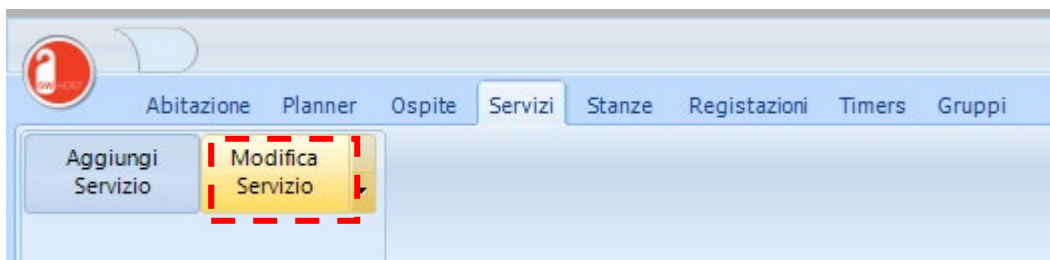 Abitazione Planner Ospite Servizi Stanze Registazioni Timers Gruppi
Aggiungi Modifica
Servizio Servizio